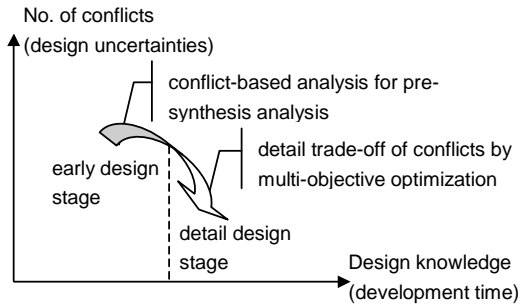 No. of conflicts
(design uncertainties)
conflict-based analysis for pre-
synthesis analysis
detail trade-off of conflicts by
multi-objective optimization
early design
stage
detail design
stage
Design knowledge
(development time)